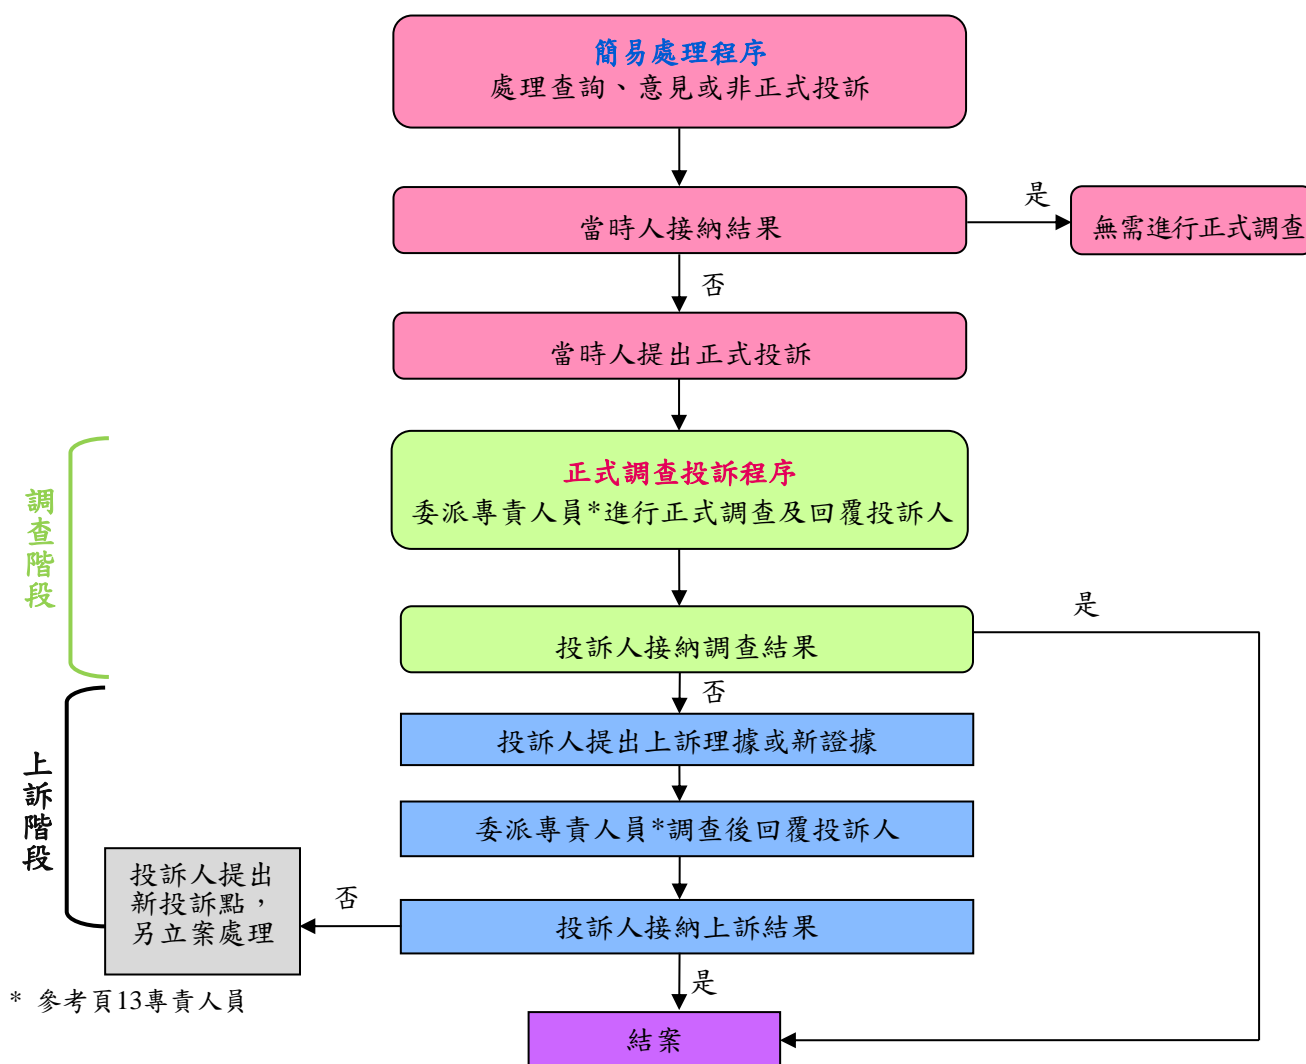 簡易處理程序
處理查詢、意見或非正式投訴
當時人接納結果
是
無需進行正式調查
否
當時人提出正式投訴
調查階段
正式調查投訴程序
委派專責人員*進行正式調查及回覆投訴人
投訴人接納調查結果
是
否
上訴階段
投訴人提出上訴理據或新證據
委派專責人員*調查後回覆投訴人
投訴人接納上訴結果
否
投訴人提出
新投訴點，
另立案處理
是
* 參考頁13專責人員
結案